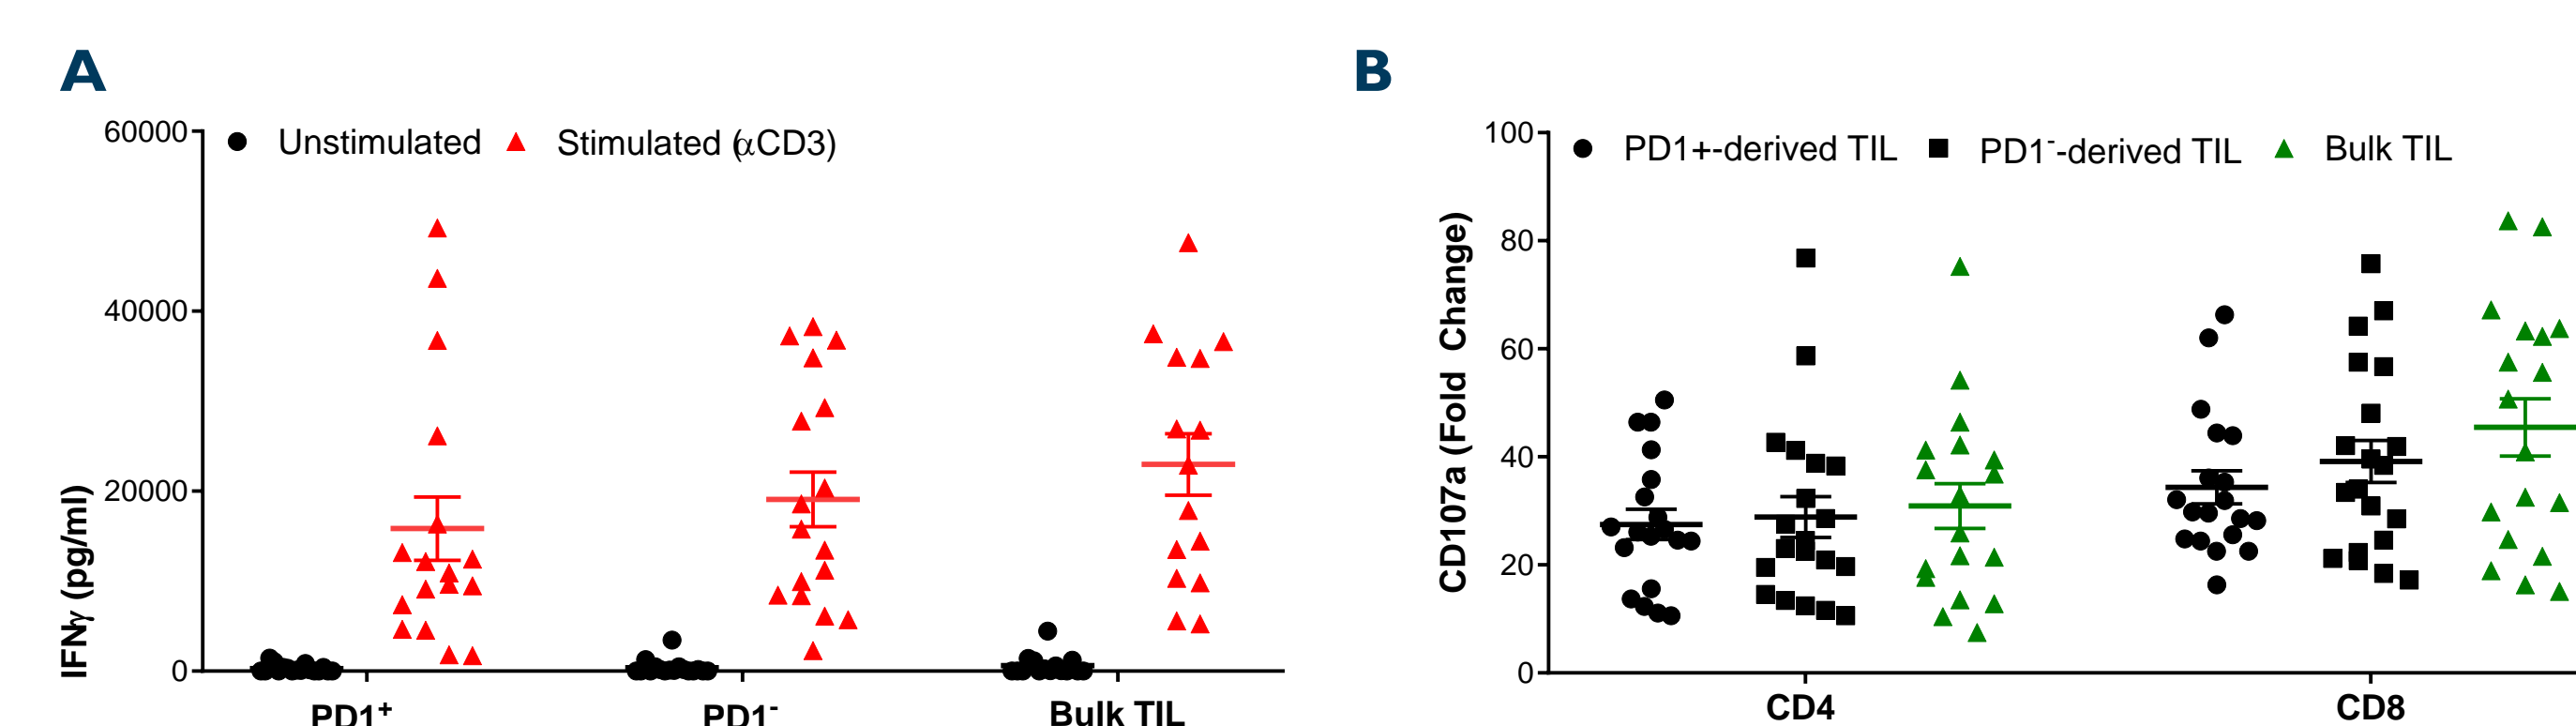 A
B
60000
Unstimulated
Stimulated (αCD3)
40000
20000
0
IFNγ (pg/ml)
PD1⁺
PD1⁻
Bulk TIL
100
PD1+-derived TIL
PD1⁻-derived TIL
Bulk TIL
80
60
40
20
0
CD107a (Fold Change)
CD4
CD8